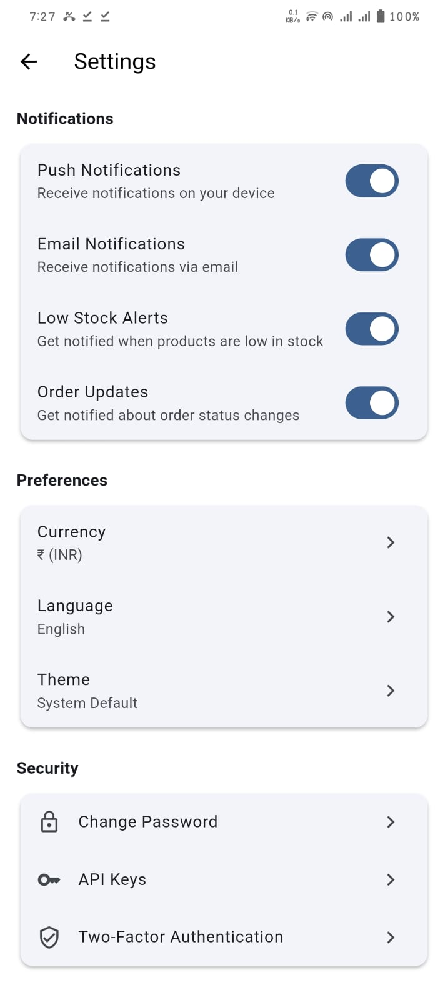 7:27 0.1 KB/s 100%
Settings
Notifications
Push Notifications
Receive notifications on your device
Email Notifications
Receive notifications via email
Low Stock Alerts
Get notified when products are low in stock
Order Updates
Get notified about order status changes
Preferences
Currency
₹ (INR)
Language
English
Theme
System Default
Security
Change Password
API Keys
Two-Factor Authentication